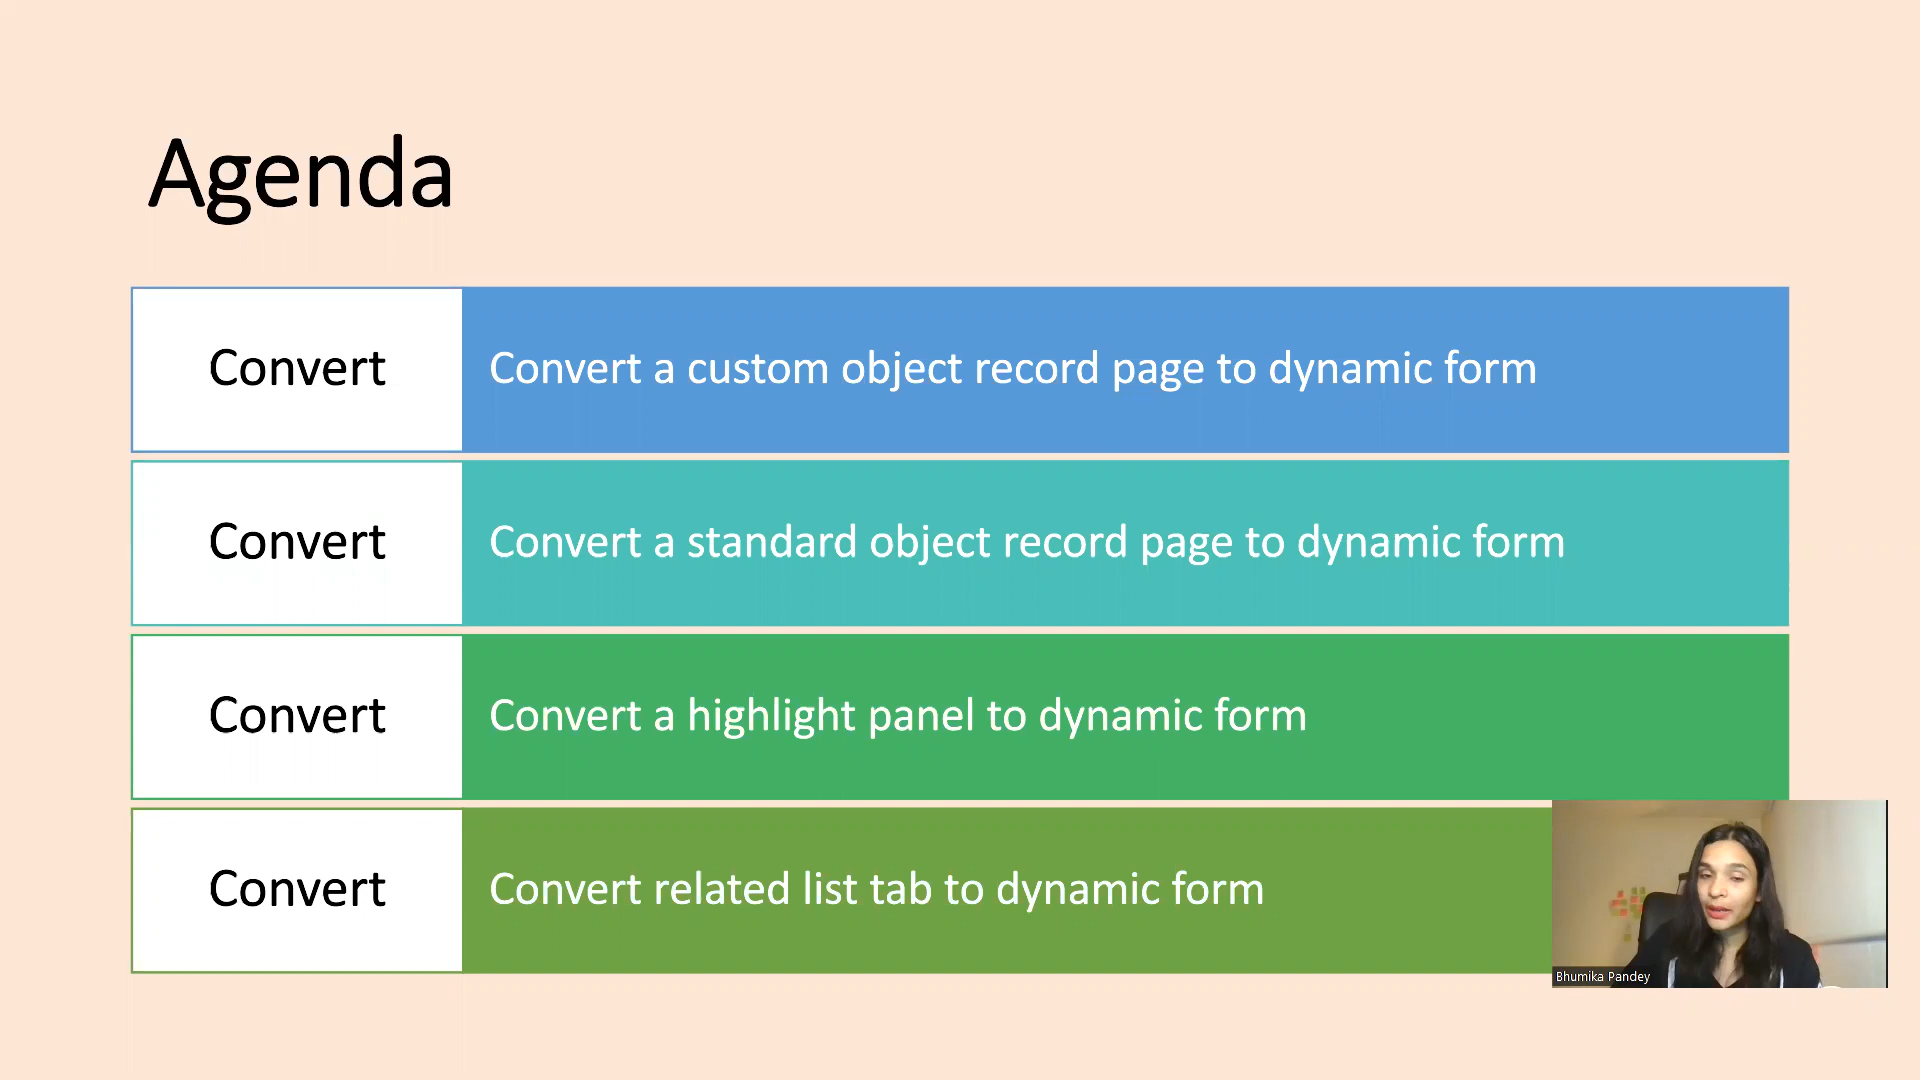 Agenda
Convert
Convert a custom object record page to dynamic form
Convert
Convert a standard object record page to dynamic form
Convert
Convert a highlight panel to dynamic form
Convert
Convert related list tab to dynamic form
Bhumika Pandey